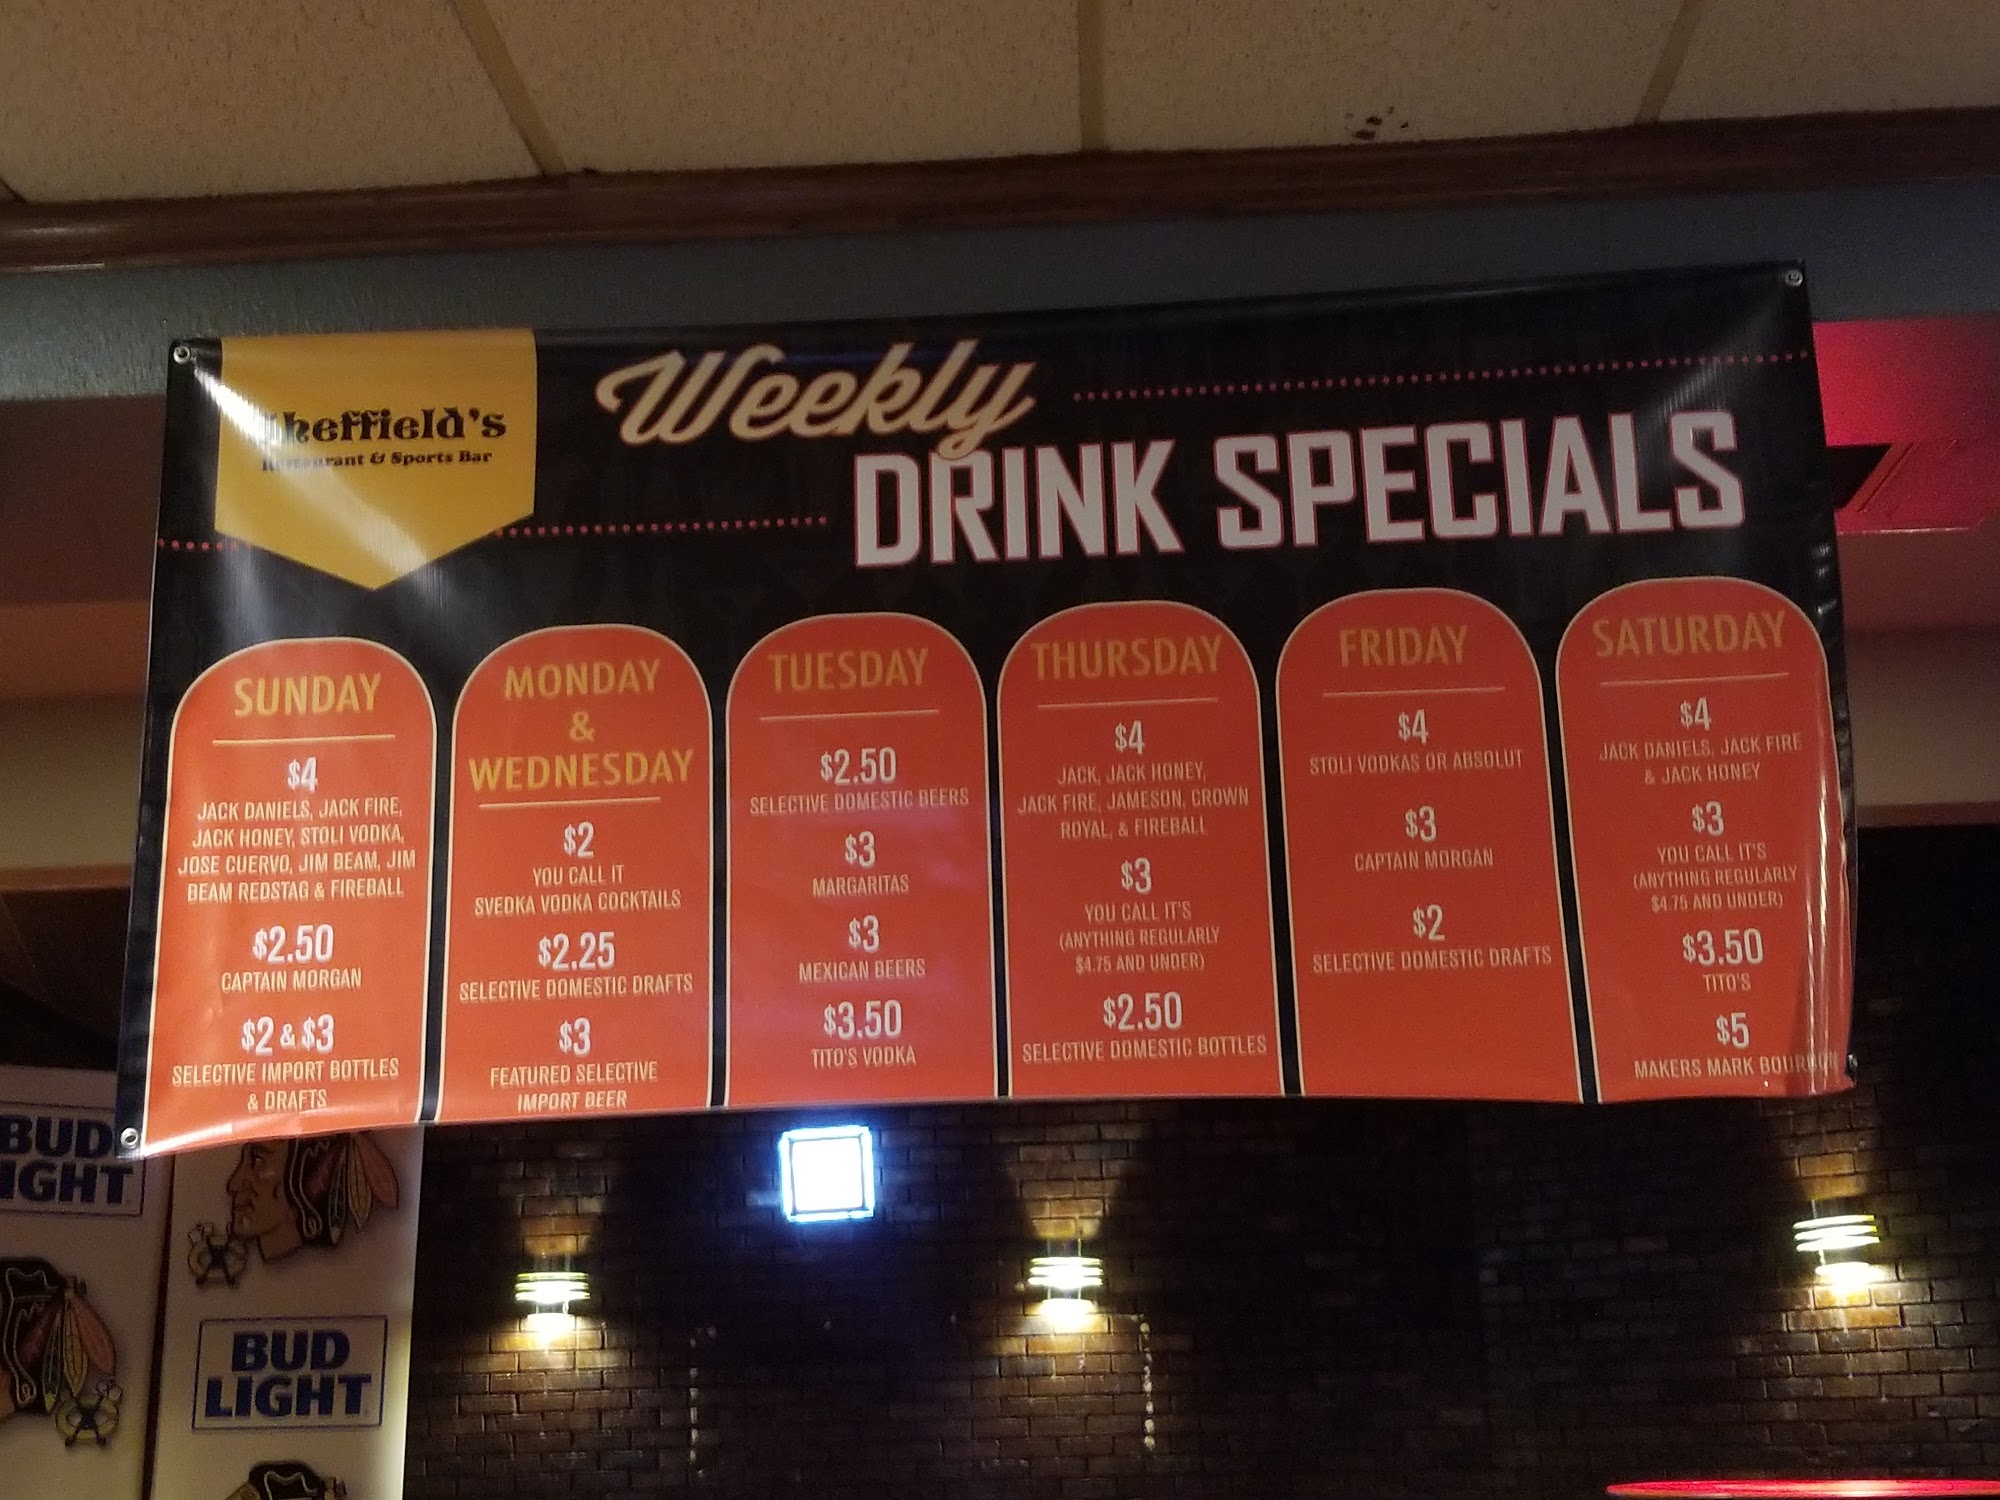 Sheffield's
Restaurant & Sports Bar
Weekly
DRINK SPECIALS
SUNDAY
$4
JACK DANIELS, JACK FIRE,
JACK HONEY, STOLI VODKA,
JOSE CUERVO, JIM BEAM, JIM
BEAM REDSTAG & FIREBALL
$2.50
CAPTAIN MORGAN
$2 & $3
SELECTIVE IMPORT BOTTLES
& DRAFTS
MONDAY
&
WEDNESDAY
$2
YOU CALL IT
SVEDKA VODKA COCKTAILS
$2.25
SELECTIVE DOMESTIC DRAFTS
$3
FEATURED SELECTIVE
IMPORT BEER
TUESDAY
$2.50
SELECTIVE DOMESTIC BEERS
$3
MARGARITAS
$3
MEXICAN BEERS
$3.50
TITO'S VODKA
THURSDAY
$4
JACK, JACK HONEY,
JACK FIRE, JAMESON, CROWN
ROYAL, & FIREBALL
$3
YOU CALL IT'S
(ANYTHING REGULARLY
$4.75 AND UNDER)
$2.50
SELECTIVE DOMESTIC BOTTLES
FRIDAY
$4
STOLI VODKAS OR ABSOLUT
$3
CAPTAIN MORGAN
$2
SELECTIVE DOMESTIC DRAFTS
SATURDAY
$4
JACK DANIELS, JACK FIRE
& JACK HONEY
$3
YOU CALL IT'S
(ANYTHING REGULARLY
$4.75 AND UNDER)
$3.50
TITO'S
$5
MAKERS MARK BOURBON
BUD
IGHT
BUD
LIGHT